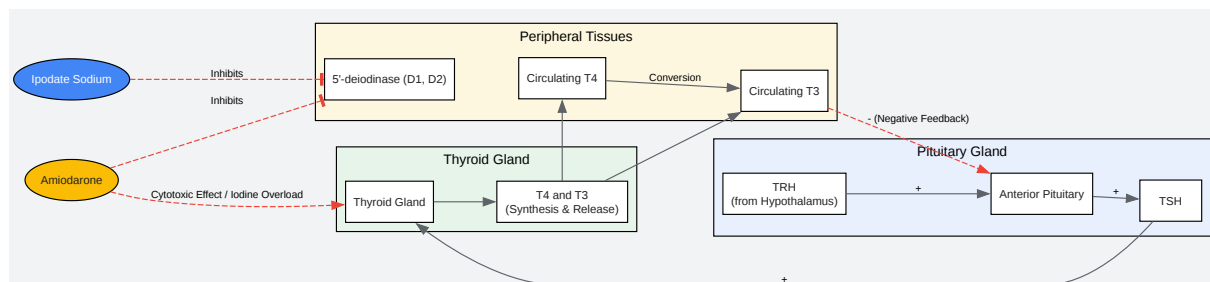 Peripheral Tissues
Ipodate Sodium
Inhibits
5'-deiodinase (D1, D2)
Circulating T4
Conversion
Circulating T3
Inhibits
- (Negative Feedback)
Thyroid Gland
Pituitary Gland
Amiodarone
Cytotoxic Effect / Iodine Overload
Thyroid Gland
T4 and T3
(Synthesis & Release)
TRH
(from Hypothalamus)
+
Anterior Pituitary
+
TSH
+